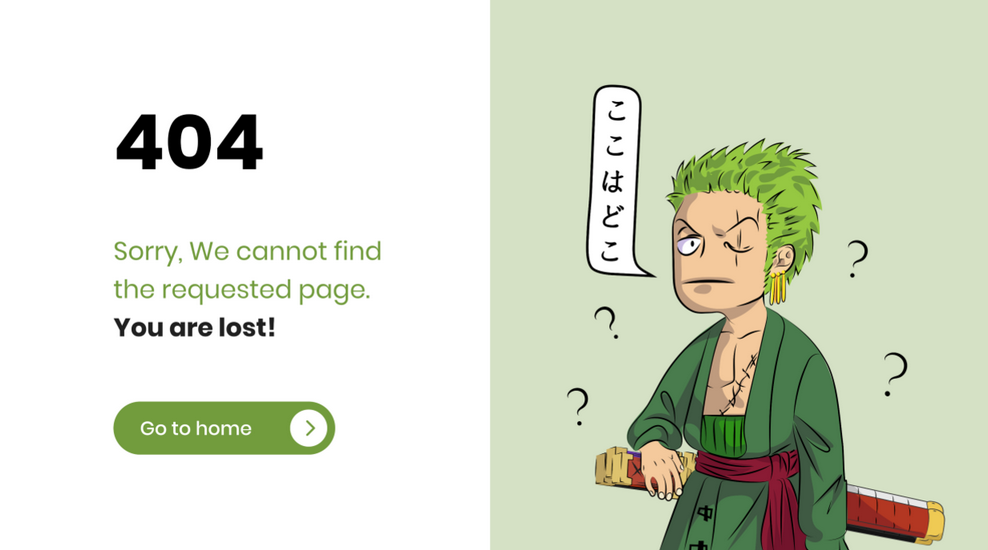 404
Sorry, We cannot find
the requested page.
You are lost!
Go to home
ここはどこ
?
?
?
?